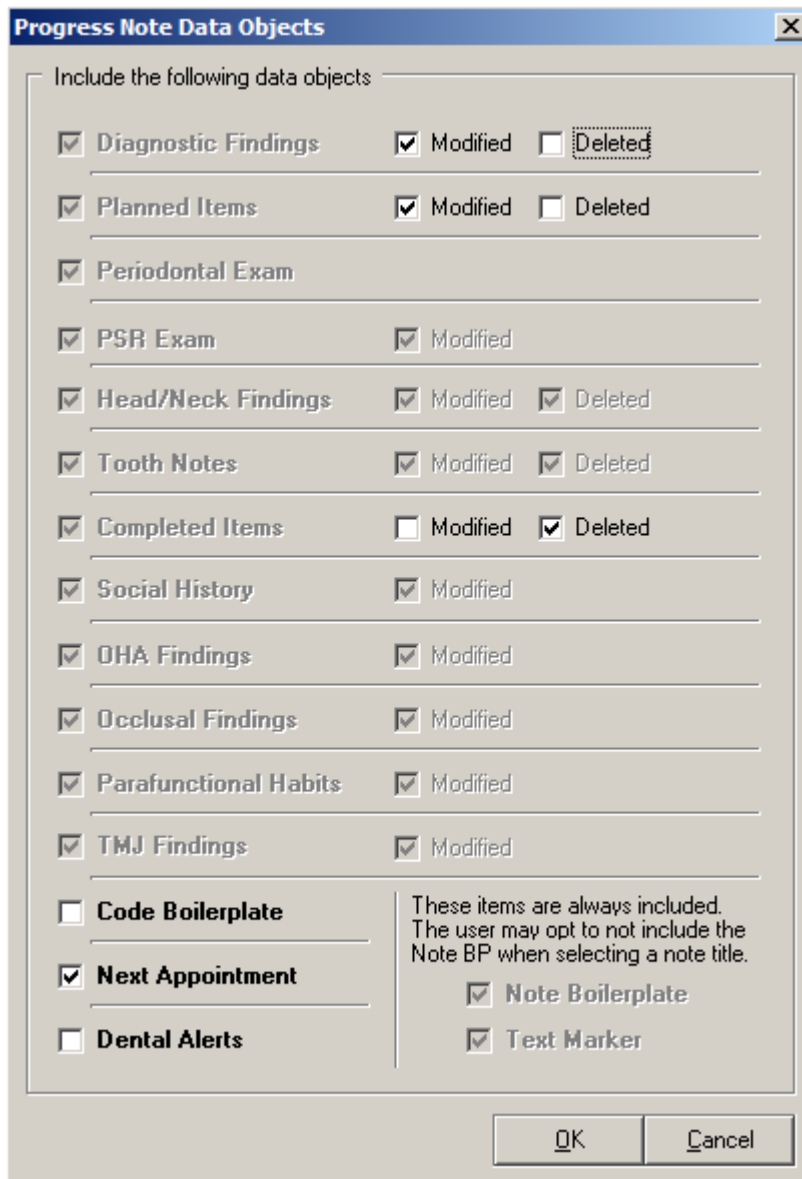 Progress Note Data Objects
Include the following data objects
Diagnostic Findings Modified Deleted
Planned Items Modified Deleted
Periodontal Exam
PSR Exam Modified
Head/Neck Findings Modified Deleted
Tooth Notes Modified Deleted
Completed Items Modified Deleted
Social History Modified
OHA Findings Modified
Occlusal Findings Modified
Parafunctional Habits Modified
TMJ Findings Modified
Code Boilerplate
Next Appointment
Dental Alerts
These items are always included.
The user may opt to not include the
Note BP when selecting a note title.
Note Boilerplate
Text Marker
OK Cancel